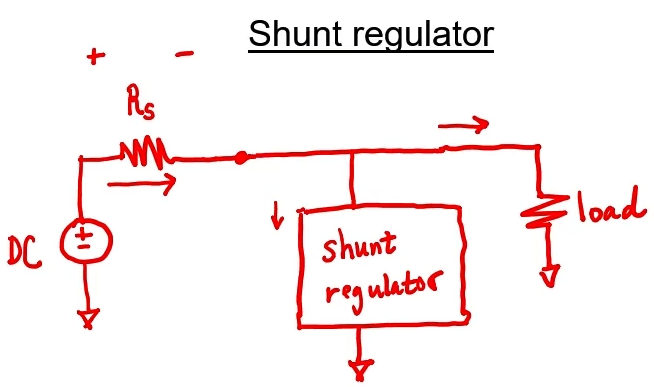 Shunt regulator
+ -
Rs
DC
+
-
shunt
regulator
load